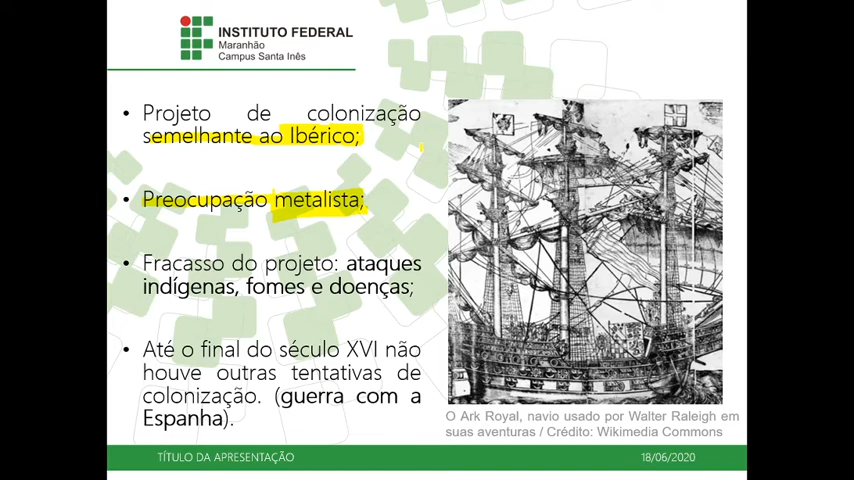 INSTITUTO FEDERAL
Maranhão
Campus Santa Inês
• Projeto de colonização
semelhante ao Ibérico;
• Preocupação metalista;
• Fracasso do projeto: ataques
indígenas, fomes e doenças;
• Até o final do século XVI não
houve outras tentativas de
colonização. (guerra com a
Espanha).
O Ark Royal, navio usado por Walter Raleigh em
suas aventuras / Crédito: Wikimedia Commons
TÍTULO DA APRESENTAÇÃO
18/06/2020